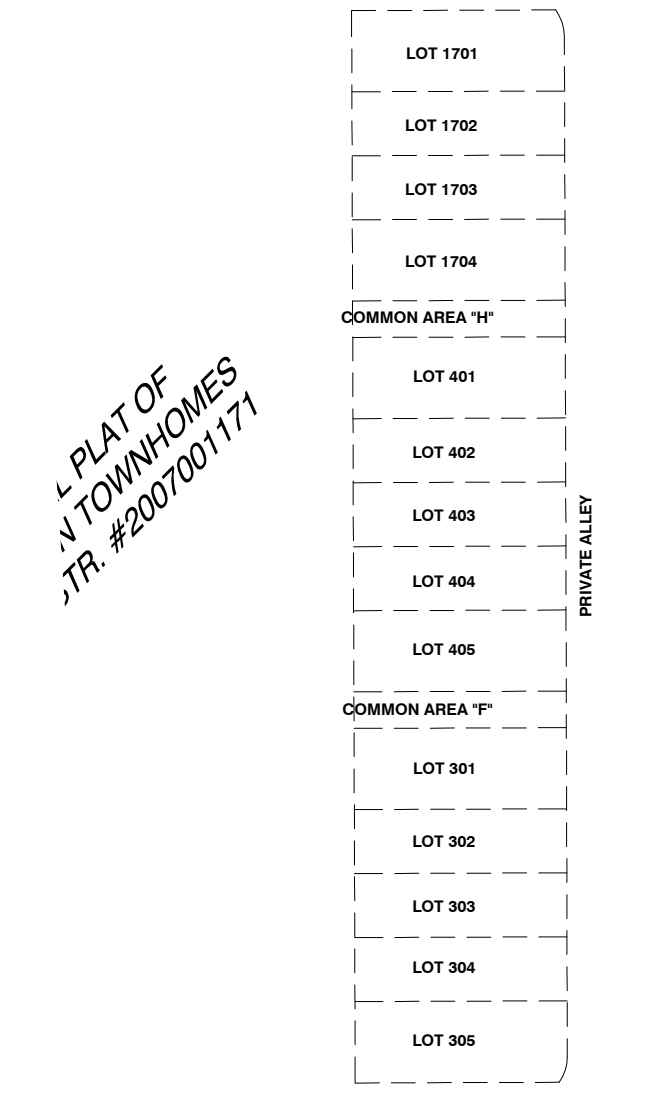 LOT 1701
LOT 1702
LOT 1703
LOT 1704
COMMON AREA "H"
LOT 401
PLAT OF
TOWNHOMES
#2007001171
LOT 402
LOT 403
LOT 404
LOT 405
PRIVATE ALLEY
COMMON AREA "F"
LOT 301
LOT 302
LOT 303
LOT 304
LOT 305